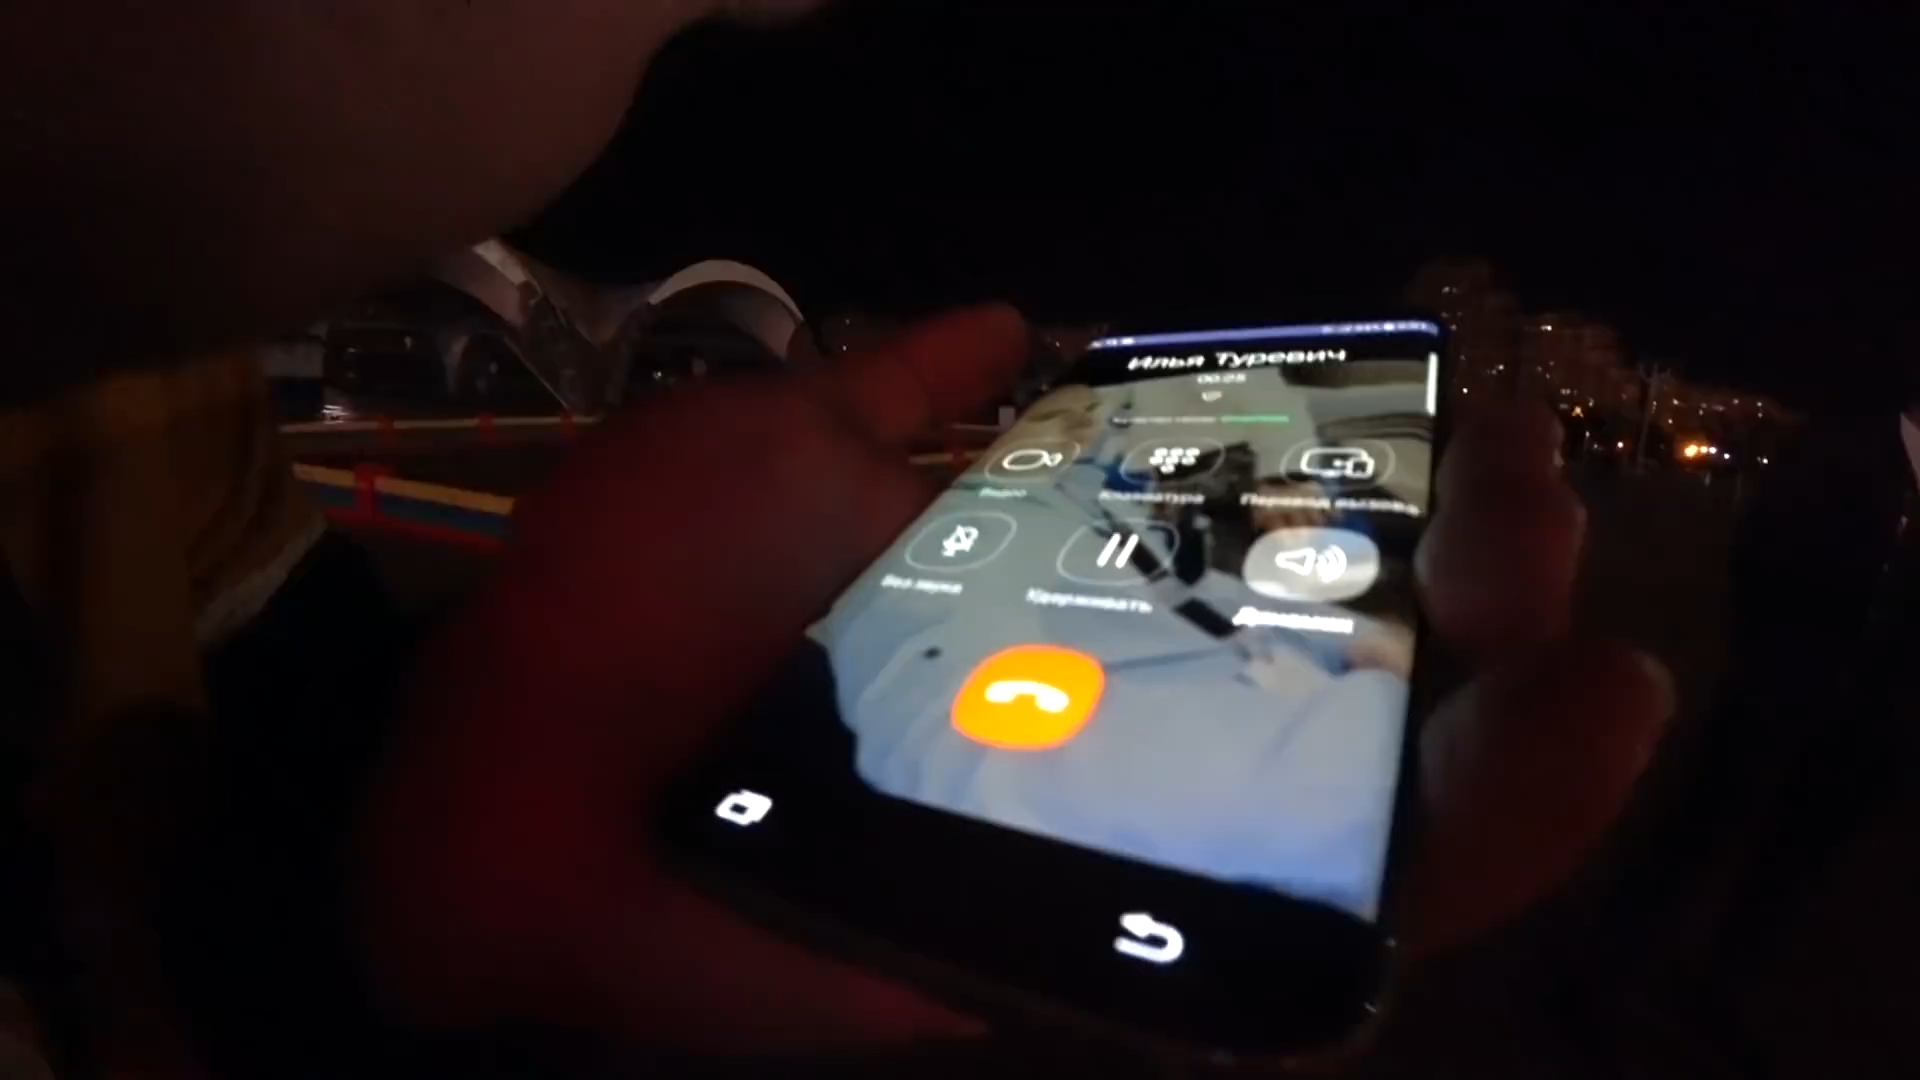 Илья Туревич
00:25
Видео
Клавиатура
Перевод вызова
Без звука
Удерживать
Динамик